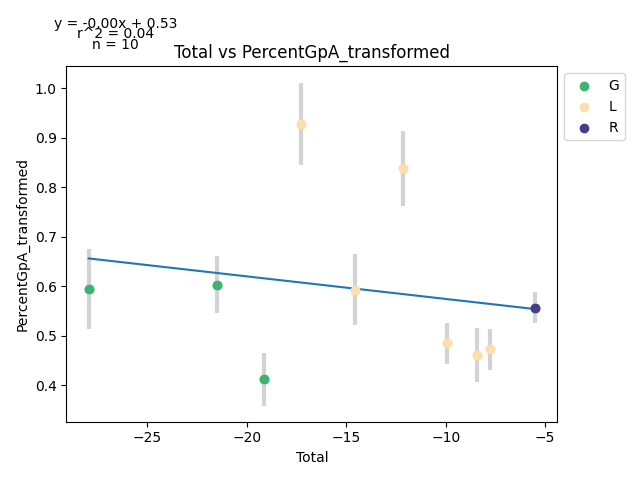 y = -0.00x + 0.53
r^2 = 0.04
n = 10
Total vs PercentGpA_transformed
G
L
R
PercentGpA_transformed
1.0
0.9
0.8
0.7
0.6
0.5
0.4
−25
−20
−15
−10
−5
Total